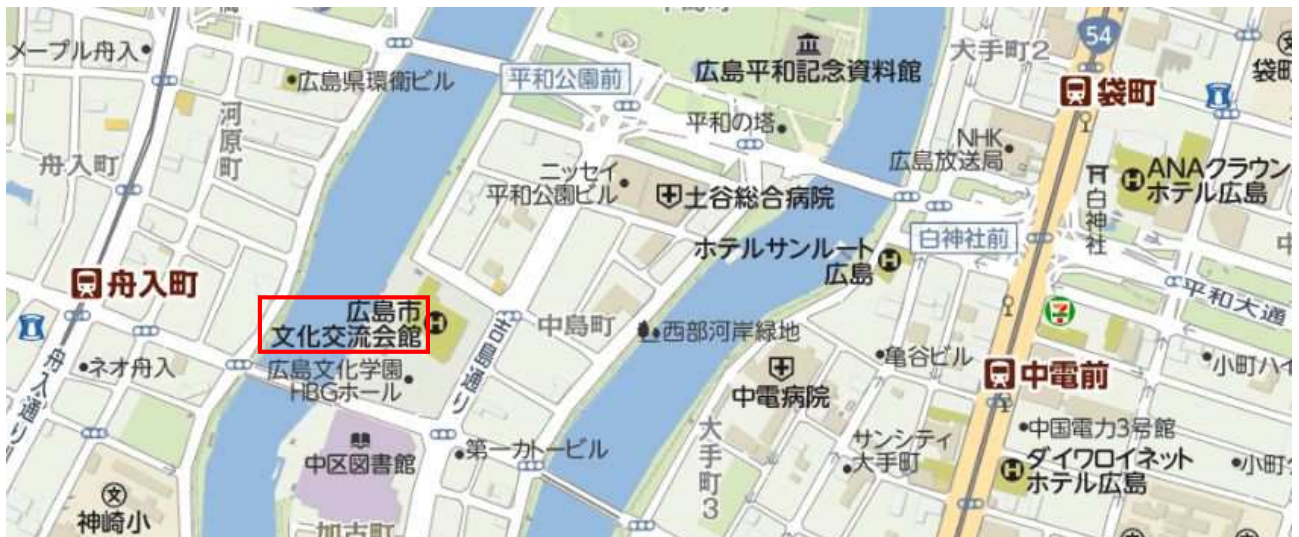 54
メープル舟入
広島県環衛ビル
平和公園前
広島平和記念資料館
大手町2
袋町
袋町
平和の塔
河原町
舟入町
ニッセイ
平和公園ビル
土谷総合病院
NHK
広島放送局
白神社
ANAクラウン
ホテル広島
ホテルサンルート
広島
白神社前
舟入町
広島市
文化交流会館
中島町
吉島通り
西部河岸緑地
平和大通
7
ネオ舟入
舟入通り
広島文化学園
HBGホール
亀谷ビル
中電前
小町ハイ
中電病院
中区図書館
第一カトービル
大手町3
サンシティ
大手町
中国電力3号館
ダイワロイネット
ホテル広島
小町
文
神崎小
加古町